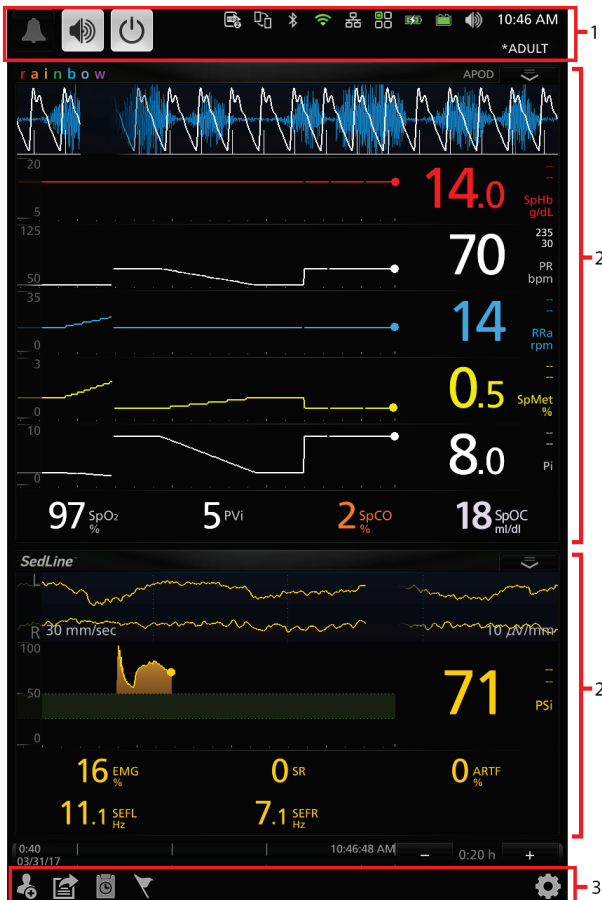 10:46 AM
1
*ADULT
rainbow
APOD
2
20
5
14.0
--
--
SpHb
g/dL
125
50
70
235
30
PR
bpm
35
0
14
--
--
RRa
rpm
3
0
0.5
--
--
SpMet
%
10
0
8.0
--
--
Pi
97 SpO2 %
5 PVi
2 SpCO %
18 SpOC ml/dl
SedLine
L
R 30 mm/sec
10 µV/mm
100
50
0
71
--
--
PSi
2
16 EMG %
0 SR
0 ARTF %
11.1 SEFL Hz
7.1 SEFR Hz
0:40
03/31/17
10:46:48 AM
– 0:20 h +
3